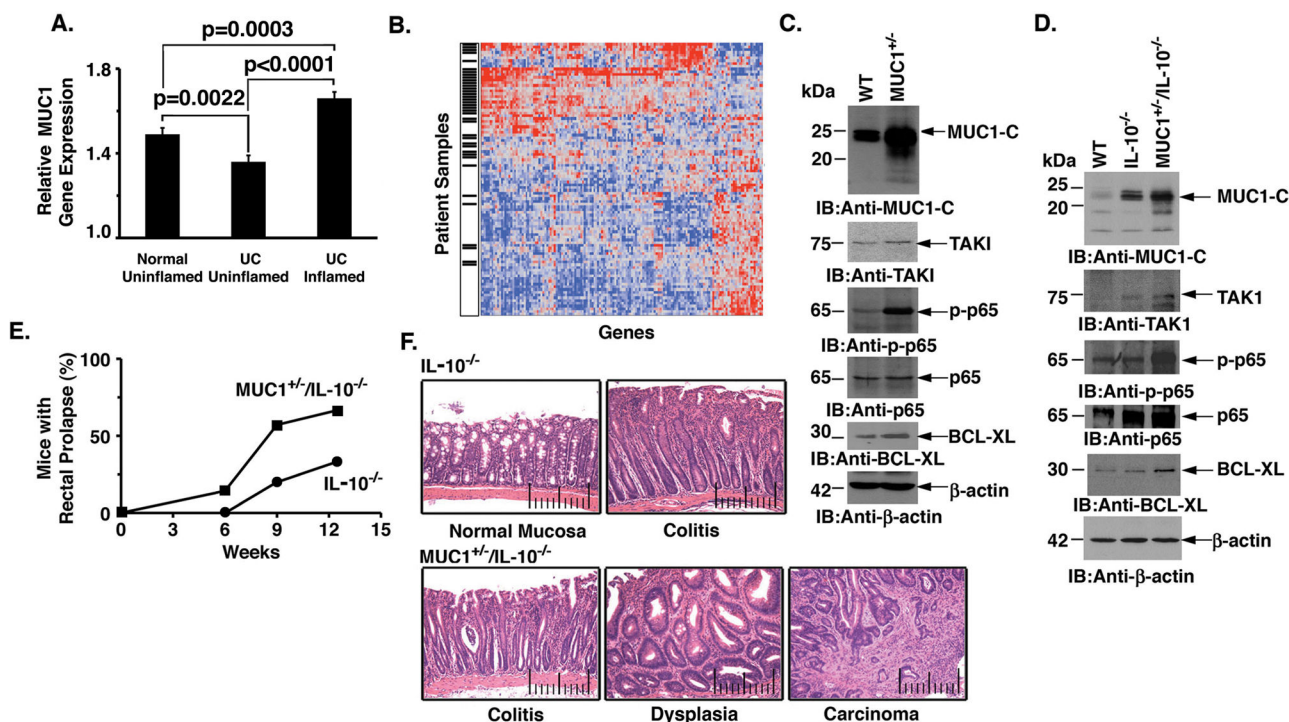 A.
p=0.0003
p<0.0001
p=0.0022
Relative MUC1
Gene Expression
1.8
1.4
1.0
Normal
Uninflamed
UC
Uninflamed
UC
Inflamed
B.
Patient Samples
Genes
C.
WT
MUC1+/-
kDa
25
20
MUC1-C
IB:Anti-MUC1-C
75
TAKI
IB:Anti-TAKI
65
p-p65
IB:Anti-p-p65
65
p65
IB:Anti-p65
30
BCL-XL
IB:Anti-BCL-XL
42
β-actin
IB:Anti-β-actin
D.
WT
IL-10-/-
MUC1+/-/IL-10-/-
kDa
25
20
MUC1-C
IB:Anti-MUC1-C
75
TAK1
IB:Anti-TAK1
65
p-p65
IB:Anti-p-p65
65
p65
IB:Anti-p65
30
BCL-XL
IB:Anti-BCL-XL
42
β-actin
IB:Anti-β-actin
E.
Mice with
Rectal Prolapse (%)
100
50
0
MUC1+/-/IL-10-/-
IL-10-/-
0 3 6 9 12 15
Weeks
F.
IL-10-/-
Normal Mucosa
Colitis
MUC1+/-/IL-10-/-
Colitis
Dysplasia
Carcinoma